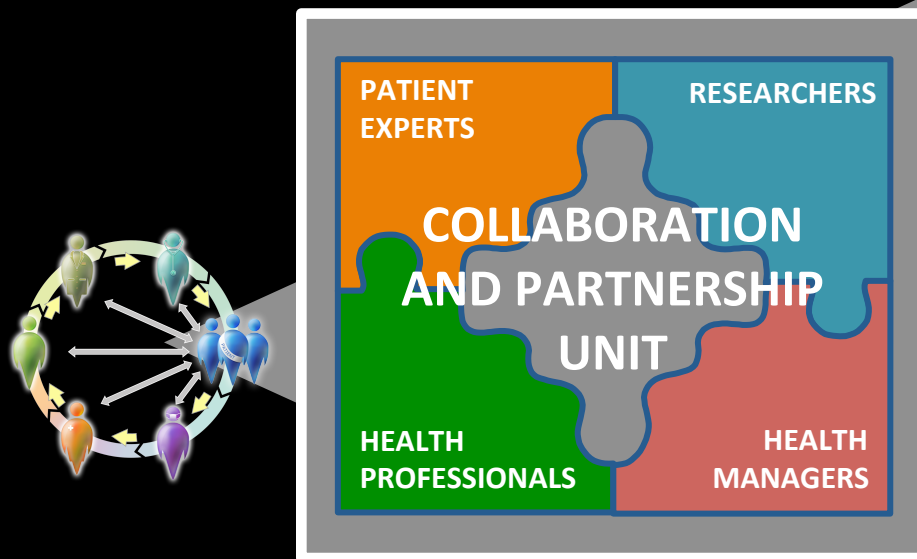 PATIENT
EXPERTS
RESEARCHERS
COLLABORATION
AND PARTNERSHIP
UNIT
HEALTH
PROFESSIONALS
HEALTH
MANAGERS